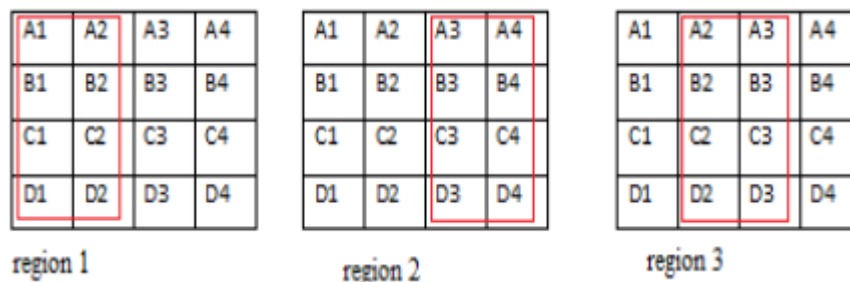 A1 A2 A3 A4 A1 A2 A3 A4 A1 A2 A3 A4
B1 B2 B3 B4 B1 B2 B3 B4 B1 B2 B3 B4
C1 C2 C3 C4 C1 C2 C3 C4 C1 C2 C3 C4
D1 D2 D3 D4 D1 D2 D3 D4 D1 D2 D3 D4
region 1 region 2 region 3